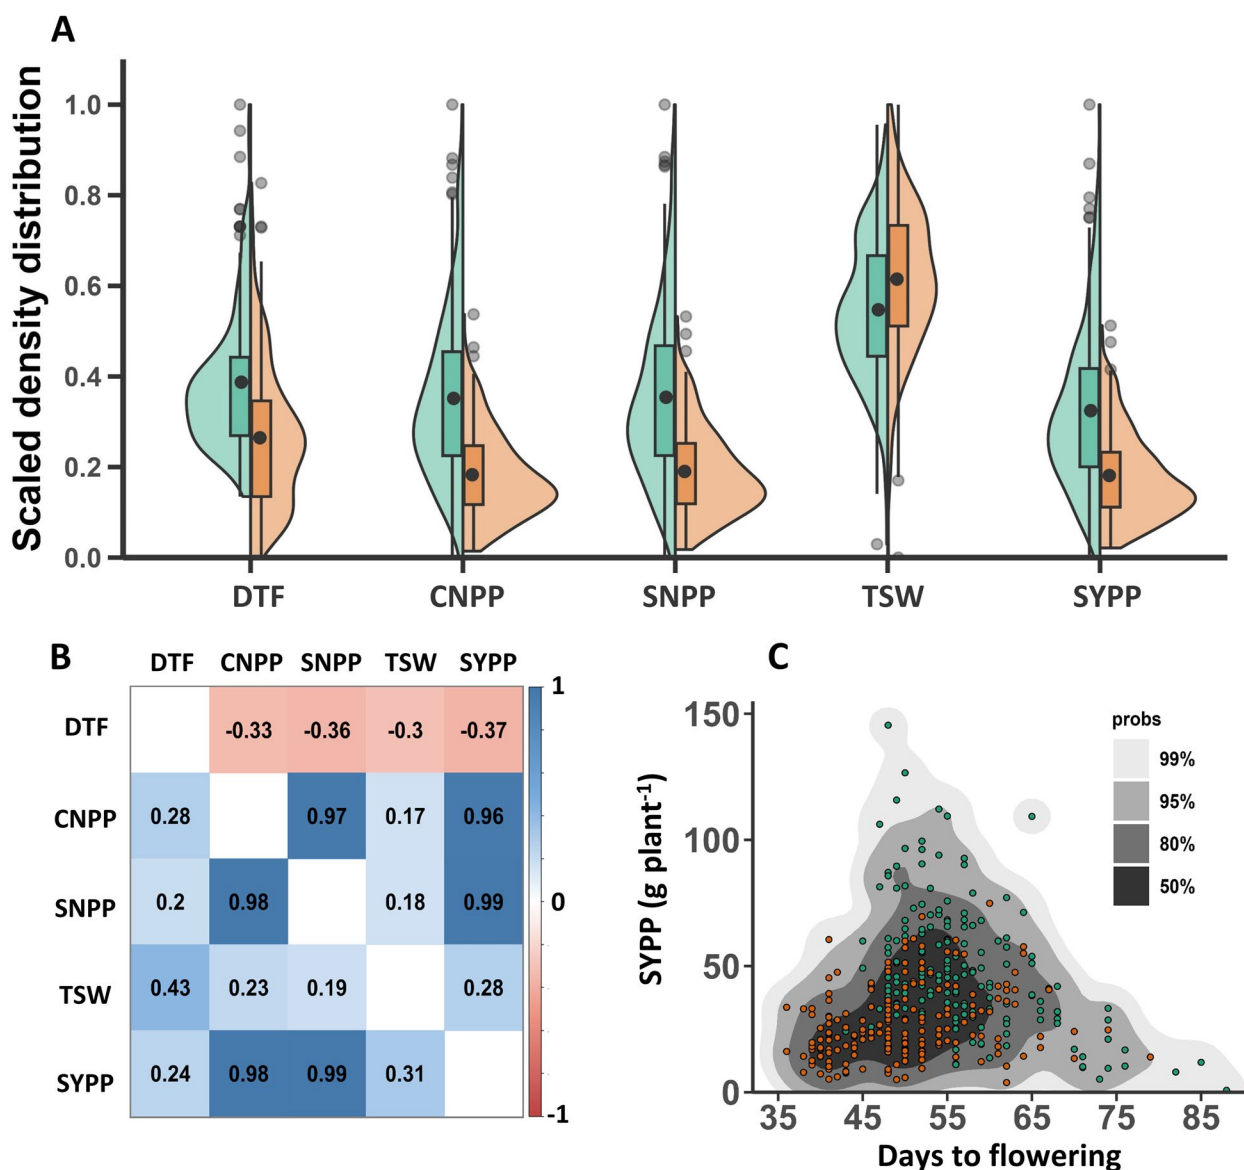 A
Scaled density distribution
1.0
0.8
0.6
0.4
0.2
0.0
DTF CNPP SNPP TSW SYPP
B
DTF CNPP SNPP TSW SYPP
DTF -0.33 -0.36 -0.3 -0.37
CNPP 0.28 0.97 0.17 0.96
SNPP 0.2 0.98 0.18 0.99
TSW 0.43 0.23 0.19 0.28
SYPP 0.24 0.98 0.99 0.31
1
0
-1
C
SYPP (g plant⁻¹)
150
100
50
0
35 45 55 65 75 85
Days to flowering
probs
99%
95%
80%
50%